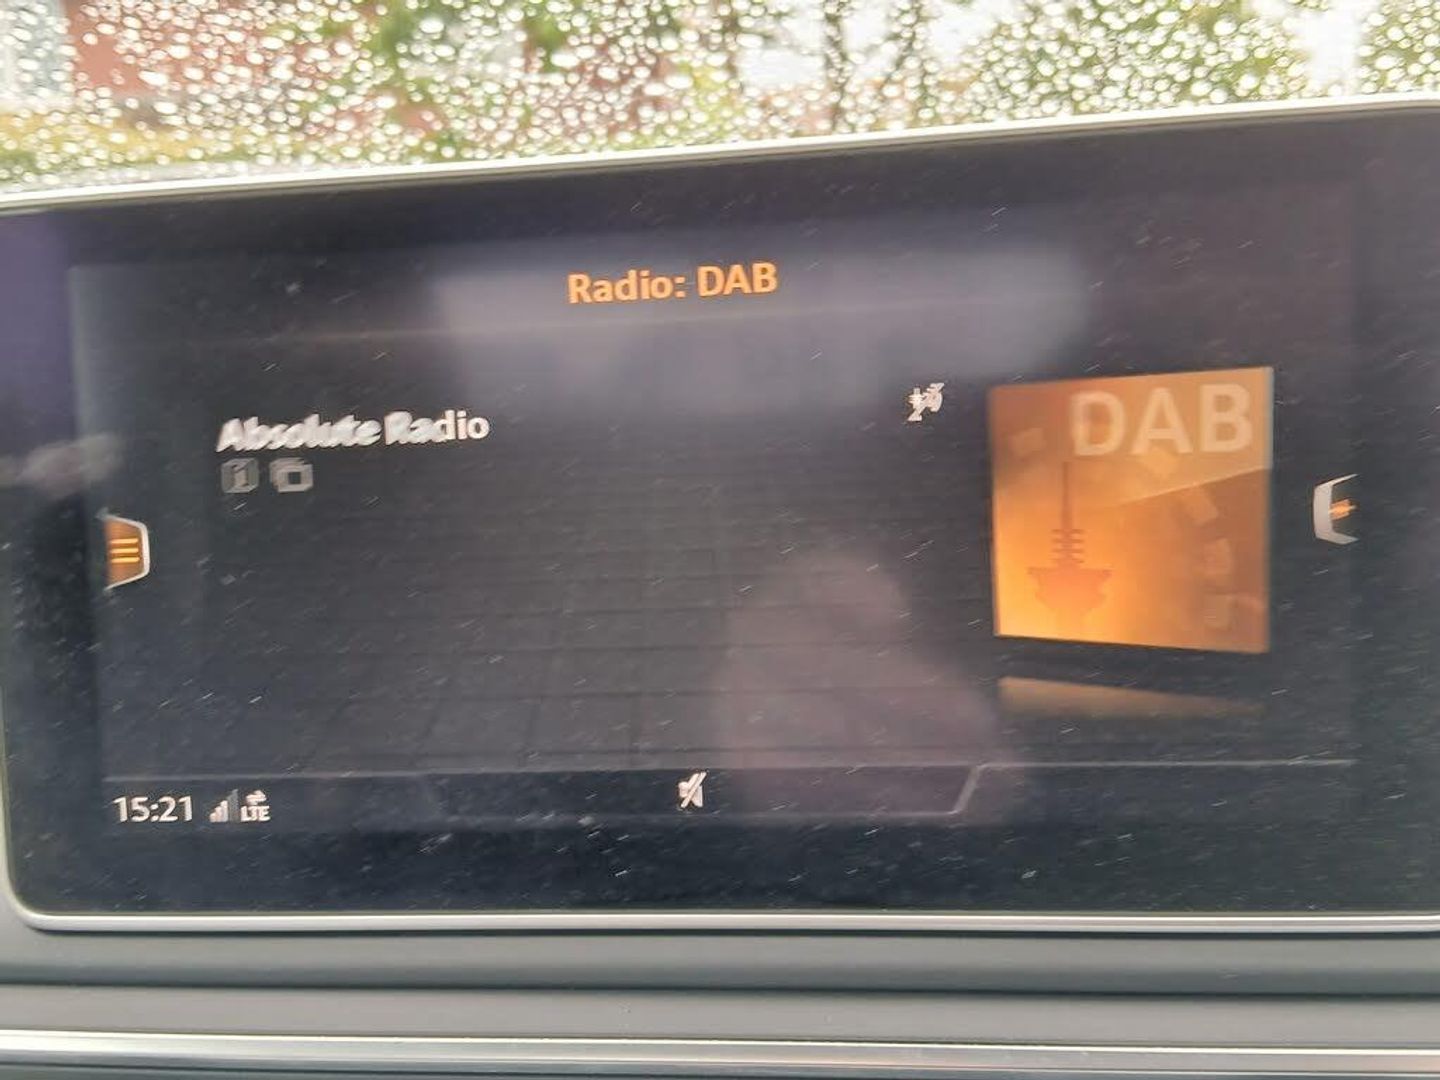 Radio: DAB
Absolute Radio
DAB
15:21 LTE